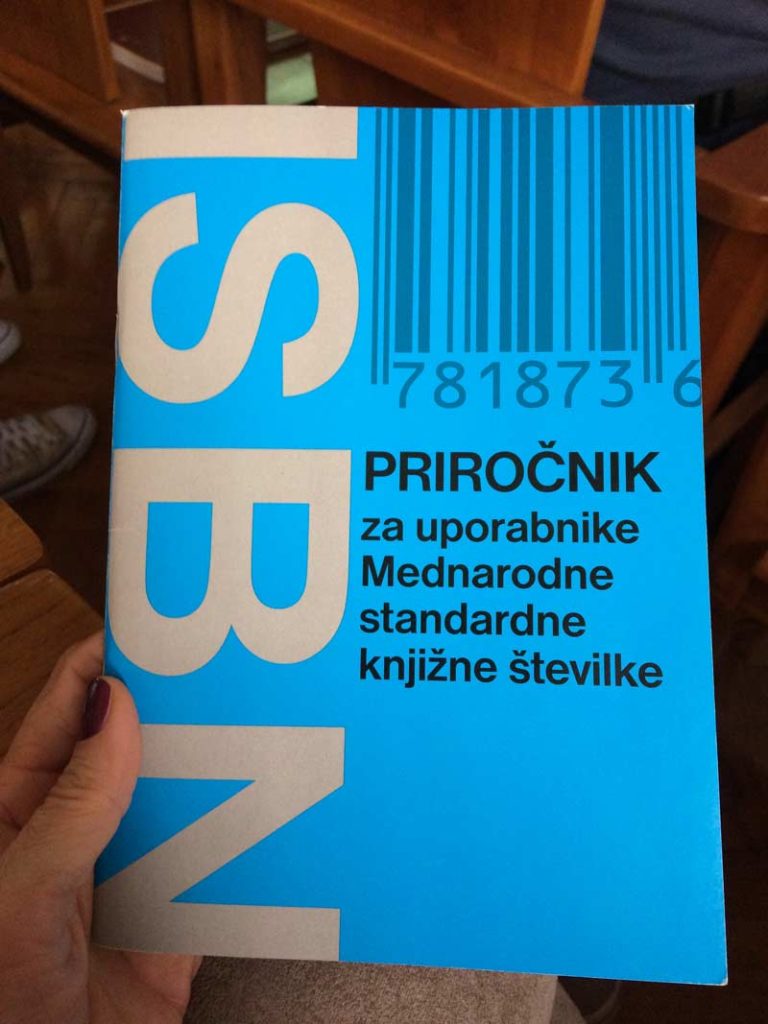 ISBN
781873 6
PRIROČNIK
za uporabnike
Mednarodne
standardne
knjižne številke